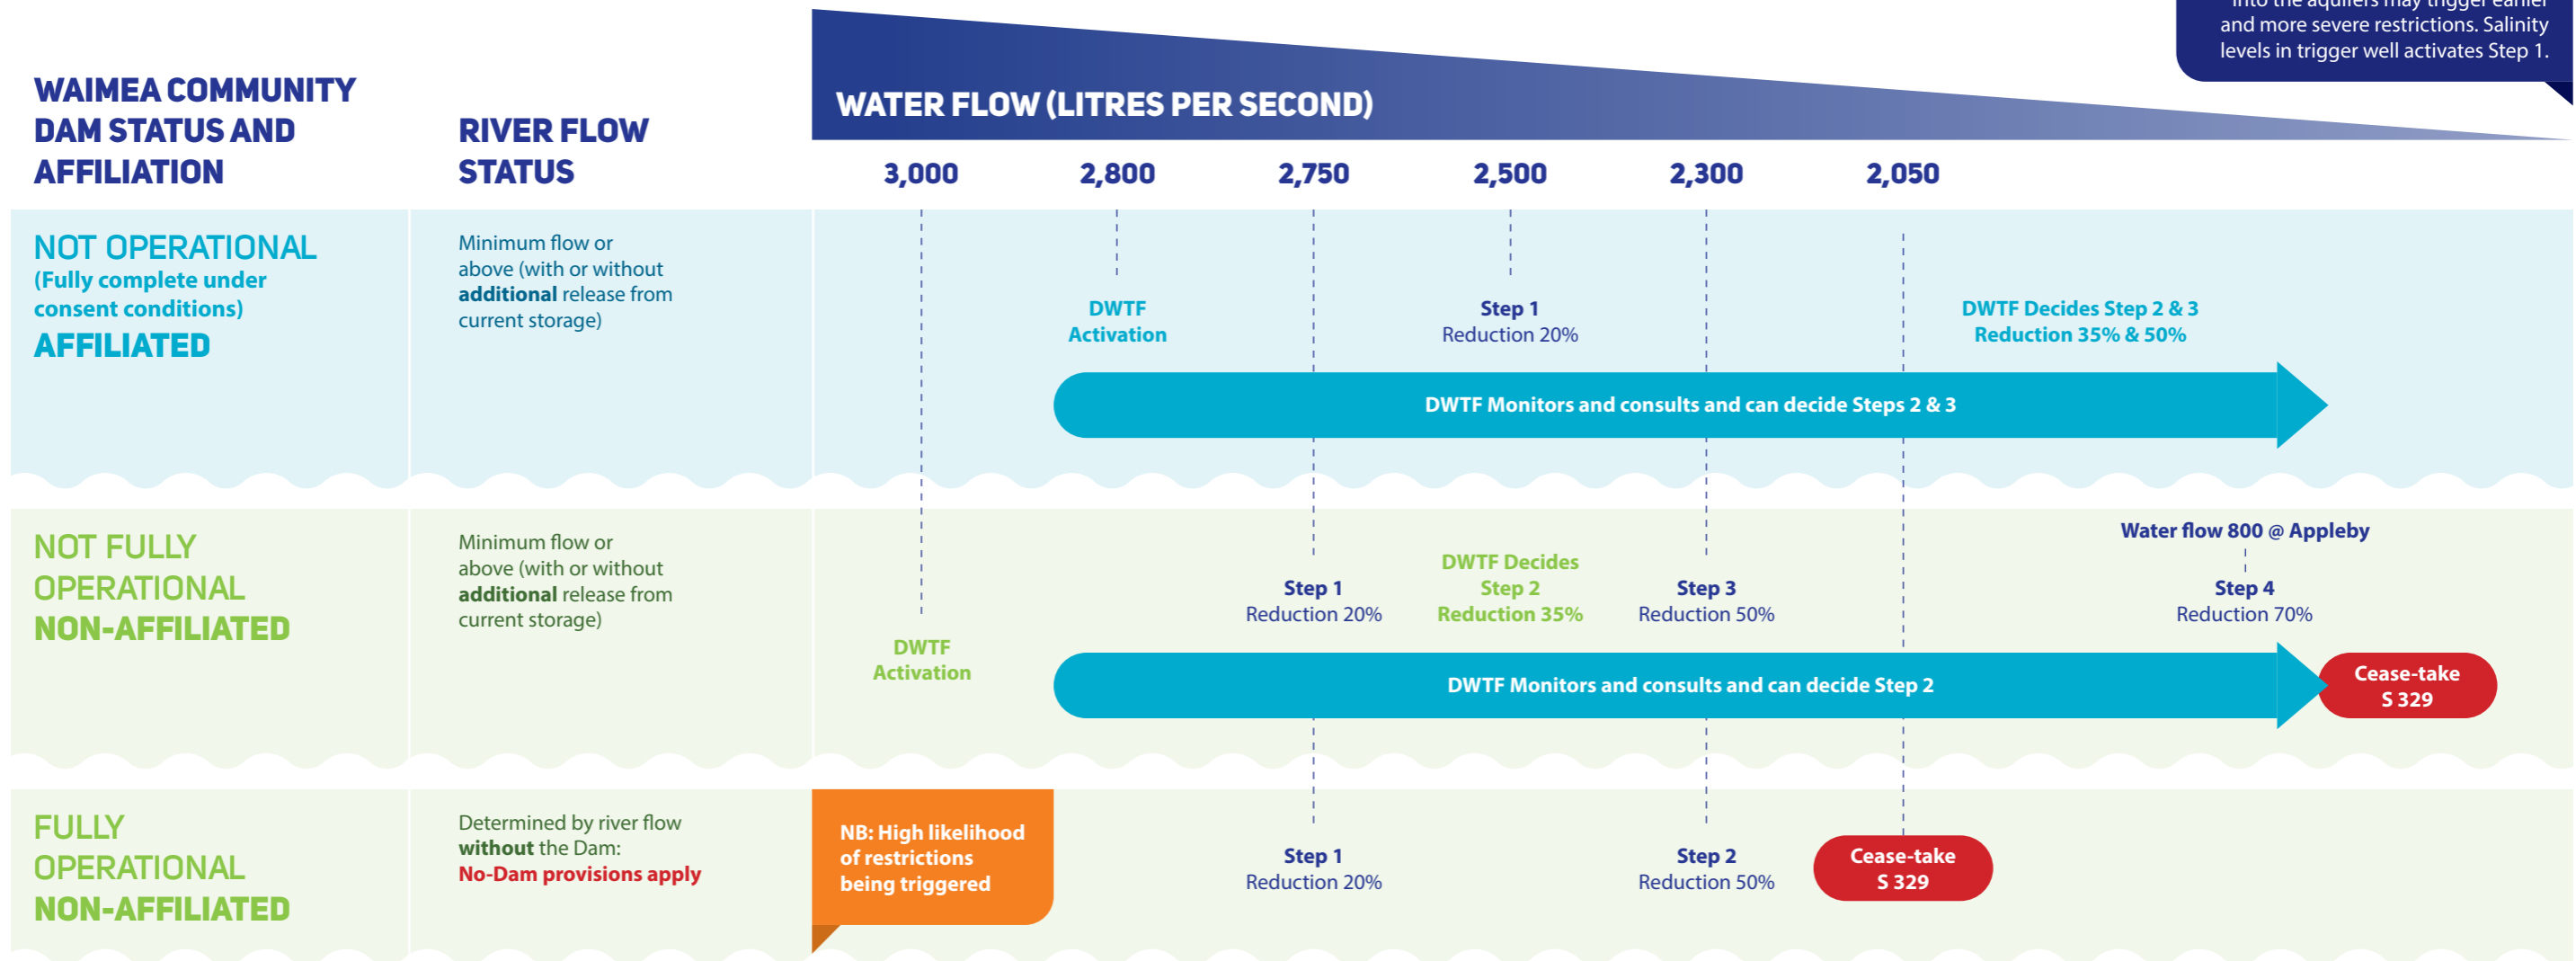 into the aquifers may trigger earlier
and more severe restrictions. Salinity
levels in trigger well activates Step 1.
WAIMEA COMMUNITY
DAM STATUS AND
AFFILIATION
RIVER FLOW
STATUS
WATER FLOW (LITRES PER SECOND)
3,000
2,800
2,750
2,500
2,300
2,050
NOT OPERATIONAL
(Fully complete under
consent conditions)
AFFILIATED
Minimum flow or
above (with or without
additional release from
current storage)
DWTF
Activation
Step 1
Reduction 20%
DWTF Decides Step 2 & 3
Reduction 35% & 50%
DWTF Monitors and consults and can decide Steps 2 & 3
NOT FULLY
OPERATIONAL
NON-AFFILIATED
Minimum flow or
above (with or without
additional release from
current storage)
DWTF
Activation
Step 1
Reduction 20%
DWTF Decides
Step 2
Reduction 35%
Step 3
Reduction 50%
Water flow 800 @ Appleby
Step 4
Reduction 70%
DWTF Monitors and consults and can decide Step 2
Cease-take
S 329
FULLY
OPERATIONAL
NON-AFFILIATED
Determined by river flow
without the Dam:
No-Dam provisions apply
NB: High likelihood
of restrictions
being triggered
Step 1
Reduction 20%
Step 2
Reduction 50%
Cease-take
S 329